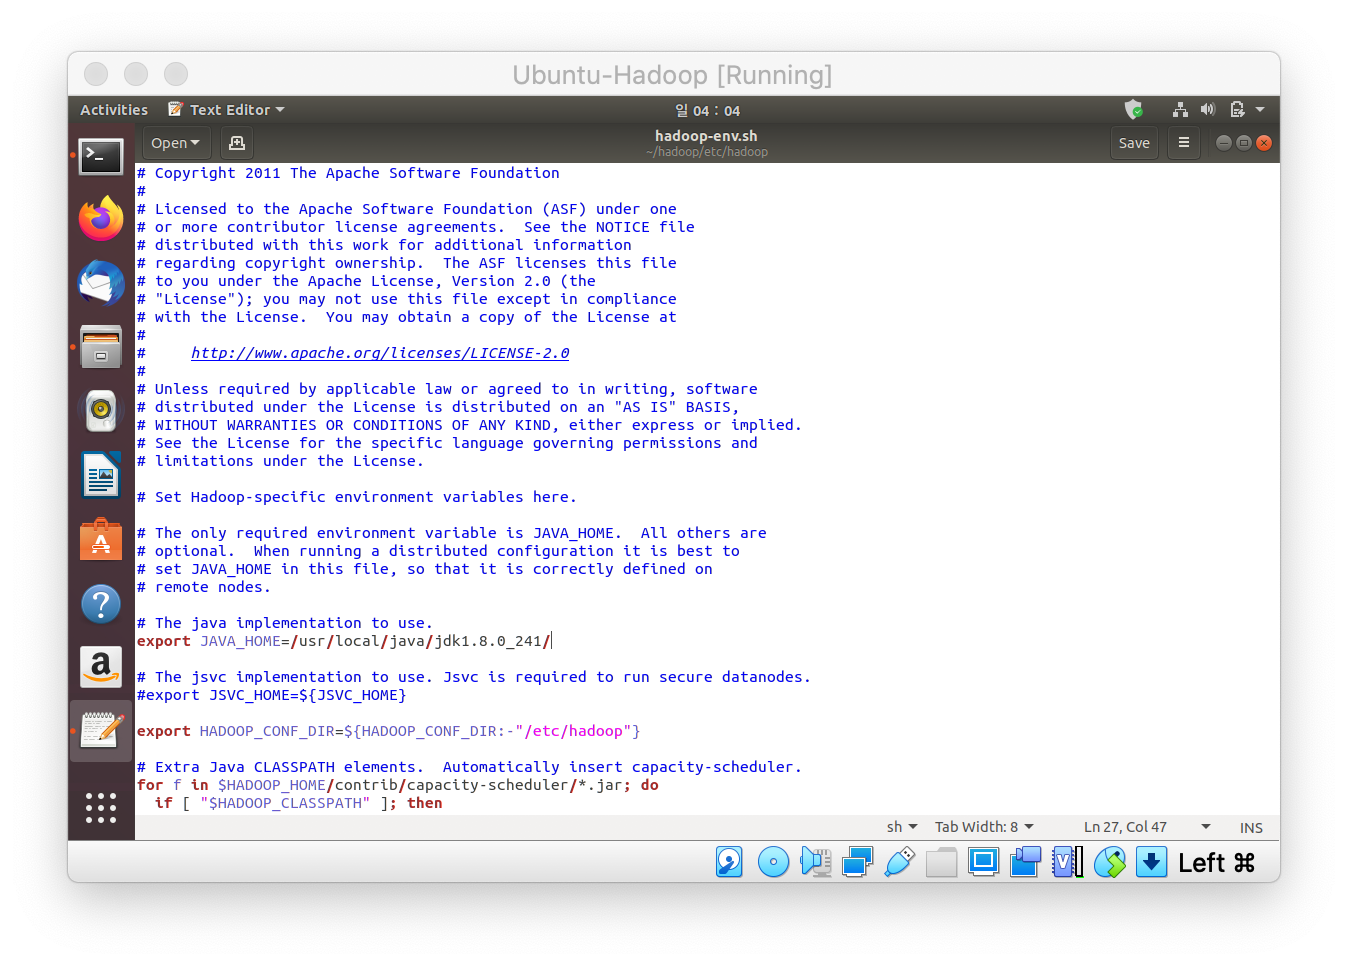 Ubuntu-Hadoop [Running]
Activities Text Editor 일 04 : 04
Open hadoop-env.sh Save
~/hadoop/etc/hadoop
# Copyright 2011 The Apache Software Foundation
#
# Licensed to the Apache Software Foundation (ASF) under one
# or more contributor license agreements.  See the NOTICE file
# distributed with this work for additional information
# regarding copyright ownership.  The ASF licenses this file
# to you under the Apache License, Version 2.0 (the
# "License"); you may not use this file except in compliance
# with the License.  You may obtain a copy of the License at
#
#     http://www.apache.org/licenses/LICENSE-2.0
#
# Unless required by applicable law or agreed to in writing, software
# distributed under the License is distributed on an "AS IS" BASIS,
# WITHOUT WARRANTIES OR CONDITIONS OF ANY KIND, either express or implied.
# See the License for the specific language governing permissions and
# limitations under the License.
# Set Hadoop-specific environment variables here.
# The only required environment variable is JAVA_HOME.  All others are
# optional.  When running a distributed configuration it is best to
# set JAVA_HOME in this file, so that it is correctly defined on
# remote nodes.
# The java implementation to use.
export JAVA_HOME=/usr/local/java/jdk1.8.0_241/
# The jsvc implementation to use. Jsvc is required to run secure datanodes.
#export JSVC_HOME=${JSVC_HOME}
export HADOOP_CONF_DIR=${HADOOP_CONF_DIR:-"/etc/hadoop"}
# Extra Java CLASSPATH elements.  Automatically insert capacity-scheduler.
for f in $HADOOP_HOME/contrib/capacity-scheduler/*.jar; do
  if [ "$HADOOP_CLASSPATH" ]; then
sh Tab Width: 8 Ln 27, Col 47 INS
Left ⌘